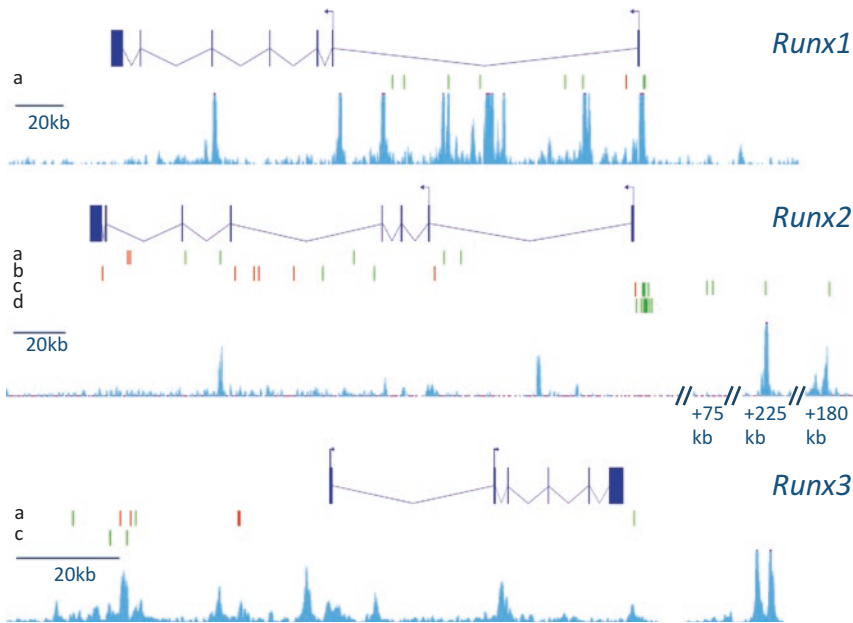 Runx1
a
20kb
Runx2
a
b
c
d
20kb
+75 kb
+225 kb
+180 kb
Runx3
a
c
20kb